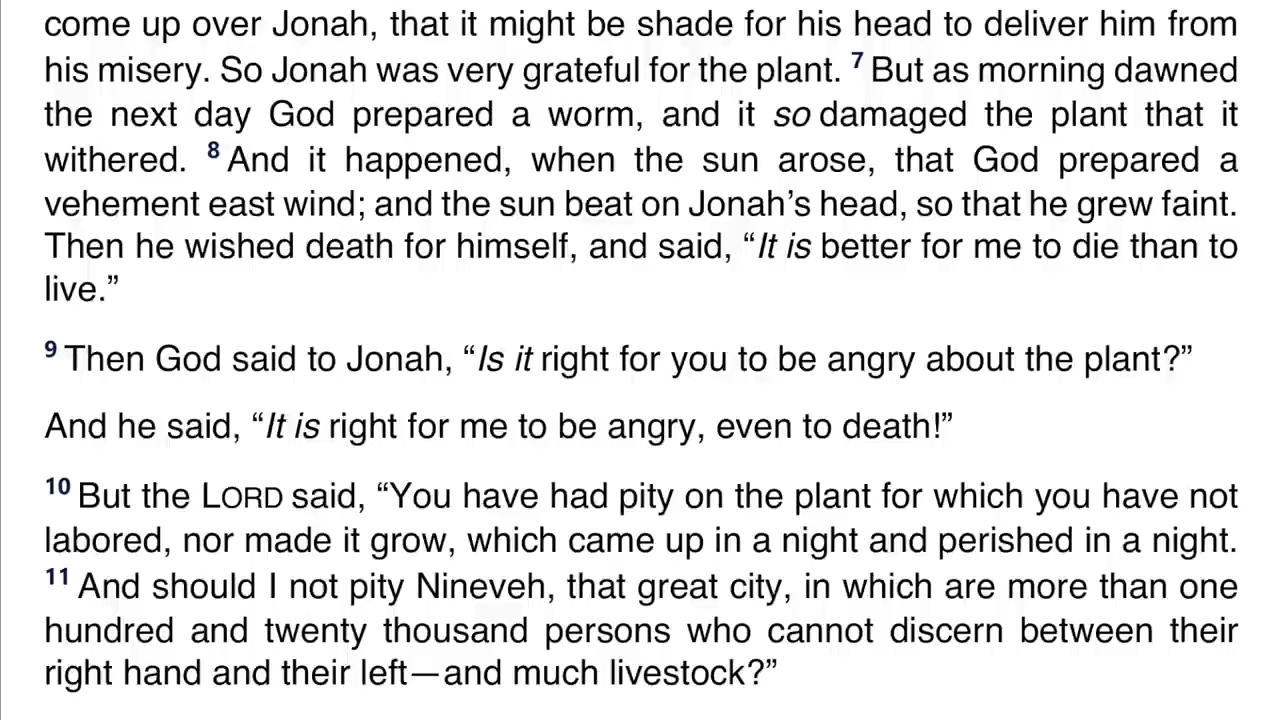 come up over Jonah, that it might be shade for his head to deliver him from
his misery. So Jonah was very grateful for the plant. 7 But as morning dawned
the next day God prepared a worm, and it so damaged the plant that it
withered. 8 And it happened, when the sun arose, that God prepared a
vehement east wind; and the sun beat on Jonah’s head, so that he grew faint.
Then he wished death for himself, and said, “It is better for me to die than to
live.”
9 Then God said to Jonah, “Is it right for you to be angry about the plant?”
And he said, “It is right for me to be angry, even to death!”
10 But the LORD said, “You have had pity on the plant for which you have not
labored, nor made it grow, which came up in a night and perished in a night.
11 And should I not pity Nineveh, that great city, in which are more than one
hundred and twenty thousand persons who cannot discern between their
right hand and their left—and much livestock?”